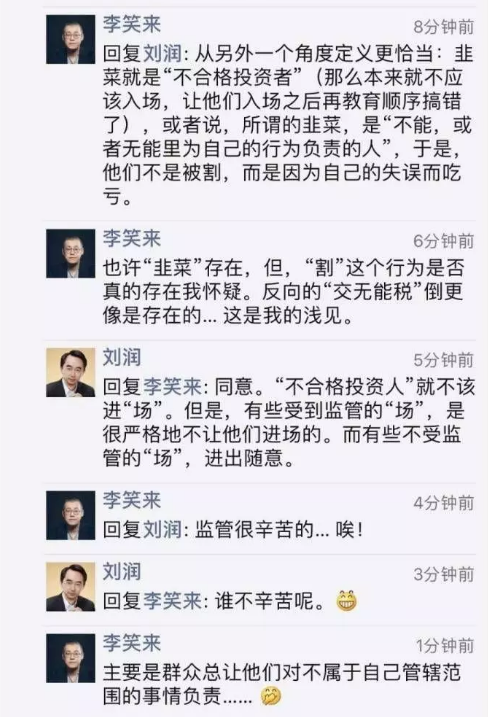 李笑来 8分钟前
回复刘润: 从另外一个角度定义更恰当：韭
菜就是“不合格投资者”（那么本来就不应
该入场，让他们入场之后再教育顺序搞错
了），或者说，所谓的韭菜，是“不能，或
者无能里为自己的行为负责的人”，于是，
他们不是被割，而是因为自己的失误而吃
亏。
李笑来 6分钟前
也许“韭菜”存在，但，“割”这个行为是否
真的存在我怀疑。反向的“交无能税”倒更
像是存在的... 这是我的浅见。
刘润 5分钟前
回复李笑来: 同意。“不合格投资人”就不该
进“场”。但是，有些受到监管的“场”，是
很严格地不让他们进场的。而有些不受监
管的“场”，进出随意。
李笑来 4分钟前
回复刘润: 监管很辛苦的... 唉！
刘润 3分钟前
回复李笑来: 谁不辛苦呢。😁
李笑来 1分钟前
主要是群众总让他们对不属于自己管辖范
围的事情负责…… 🤭